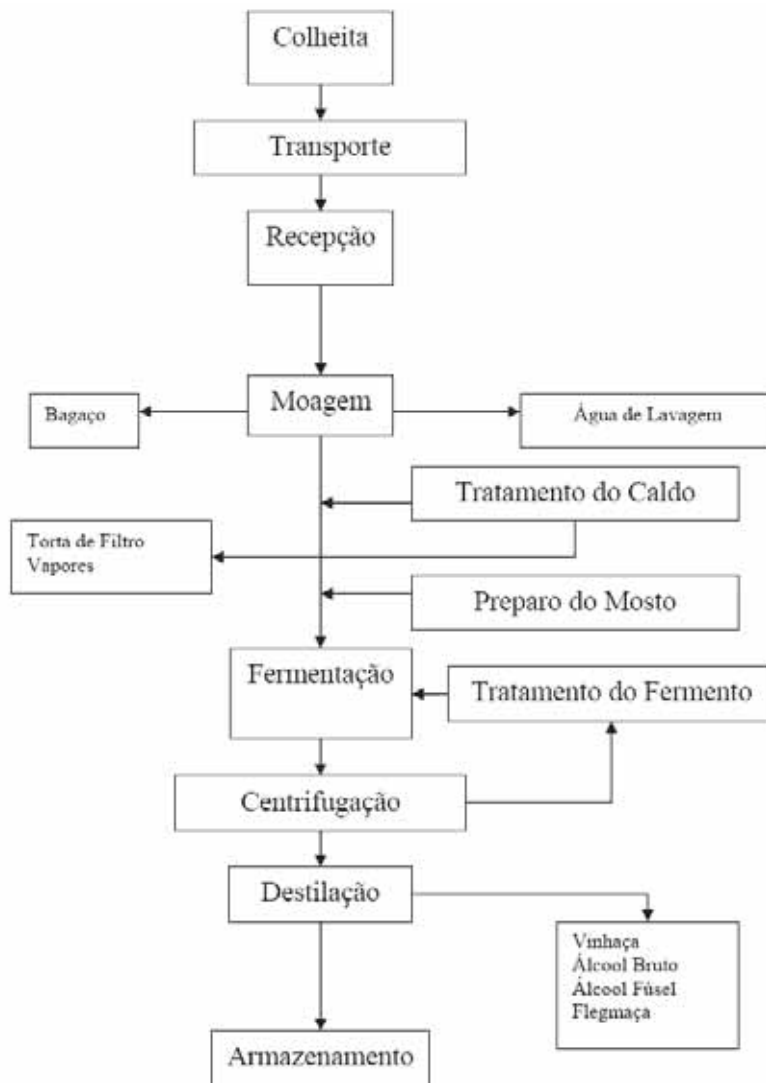 Colheita
Transporte
Recepção
Moagem
Bagaço
Água de Lavagem
Tratamento do Caldo
Torta de Filtro
Vapores
Preparo do Mosto
Fermentação
Tratamento do Fermento
Centrifugação
Destilação
Vinhaça
Álcool Bruto
Álcool Fúsel
Flegmaça
Armazenamento